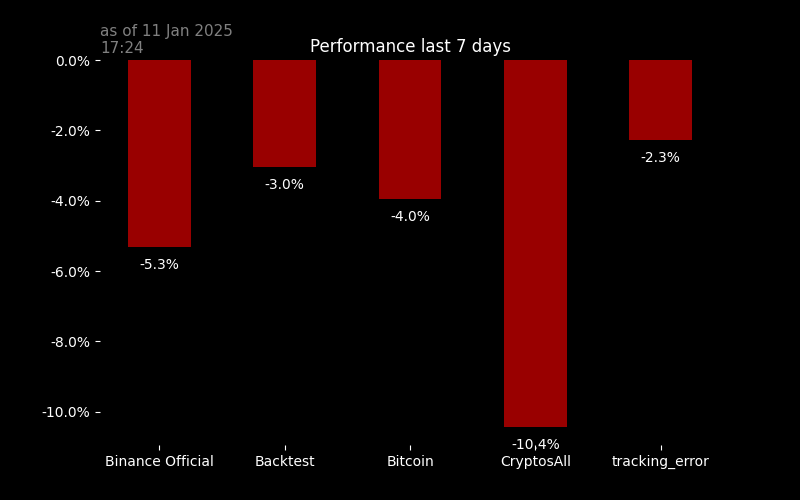 as of 11 Jan 2025
17:24
Performance last 7 days
0.0%
-2.0%
-4.0%
-6.0%
-8.0%
-10.0%
-5.3%
-3.0%
-4.0%
-10.4%
-2.3%
Binance Official
Backtest
Bitcoin
CryptosAll
tracking_error